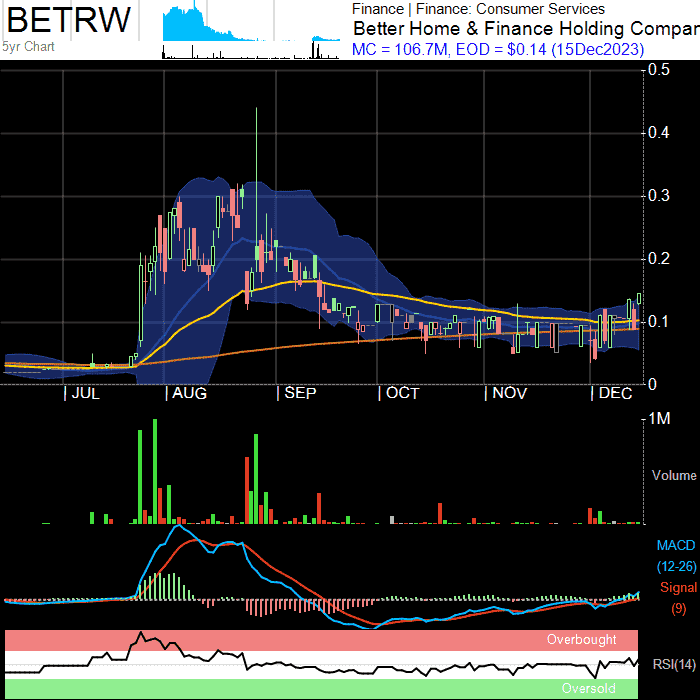 BETRW
5yr Chart
Finance | Finance: Consumer Services
Better Home & Finance Holding Compan
MC = 106.7M, EOD = $0.14 (15Dec2023)
0.5
0.4
0.3
0.2
0.1
0
| JUL | AUG | SEP | OCT | NOV | DEC
1M
Volume
MACD
(12-26)
Signal
(9)
Overbought
RSI(14)
Oversold